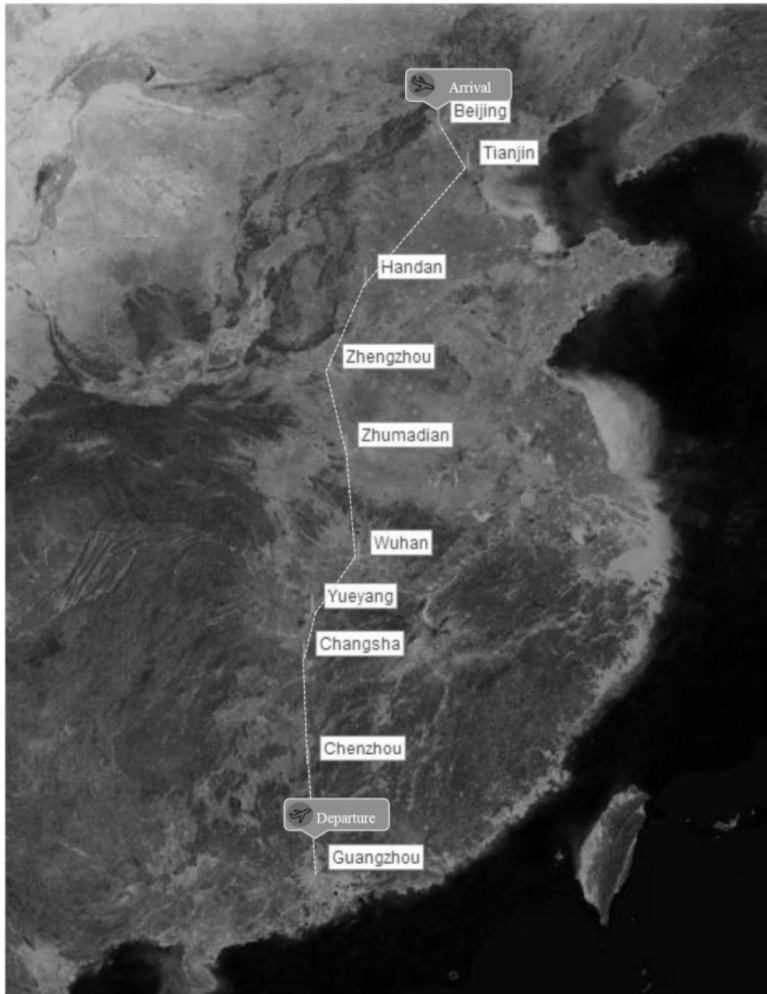 Arrival
Beijing
Tianjin
Handan
Zhengzhou
Zhumadian
Wuhan
Yueyang
Changsha
Chenzhou
Departure
Guangzhou